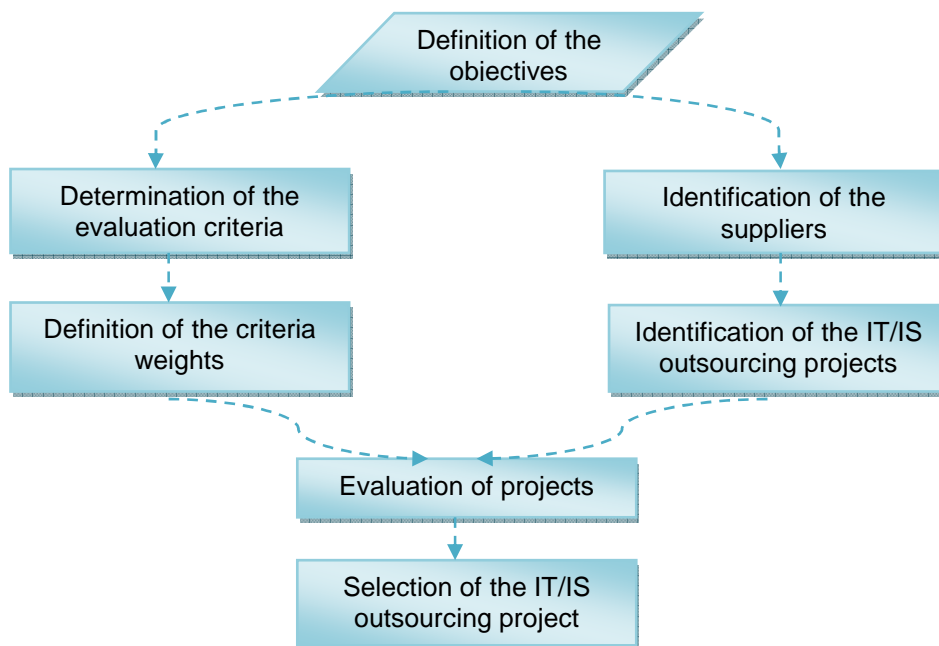 Definition of the
objectives
Determination of the
evaluation criteria
Identification of the
suppliers
Definition of the criteria
weights
Identification of the IT/IS
outsourcing projects
Evaluation of projects
Selection of the IT/IS
outsourcing project